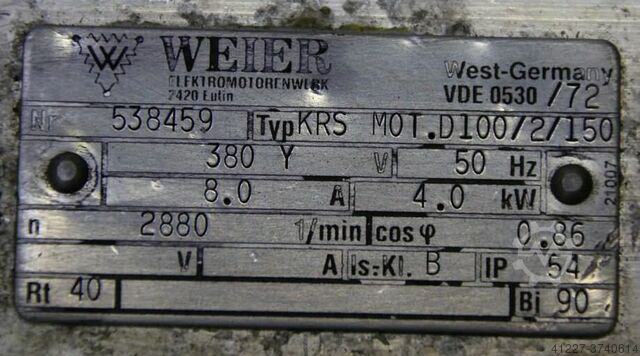 W WEIER West-Germany
ELEKTROMOTORENWERK VDE 0530 /72
2420 Eutin
Nr 538459 Typ KRS MOT.D100/2/150
380 Y V 50 Hz
8.0 A 4.0 kW
n 2880 1/min cos φ 0.86
V A Is.-Kl. B IP 54
Rt 40 Bi 90
21007
41227-3740614